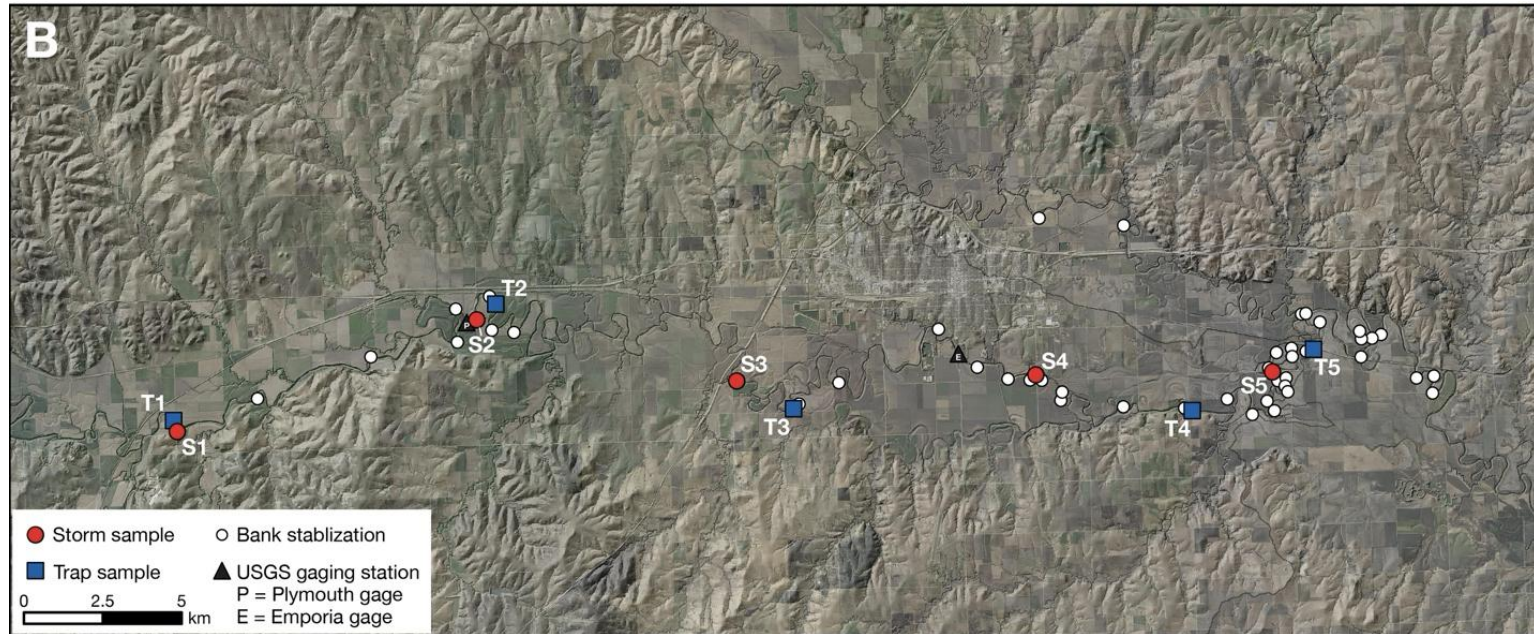 B
T2
P
S2
E
S3
S4
T5
S5
T1
S1
T3
T4
Storm sample
Bank stablization
Trap sample
USGS gaging station
P = Plymouth gage
E = Emporia gage
0 2.5 5
km